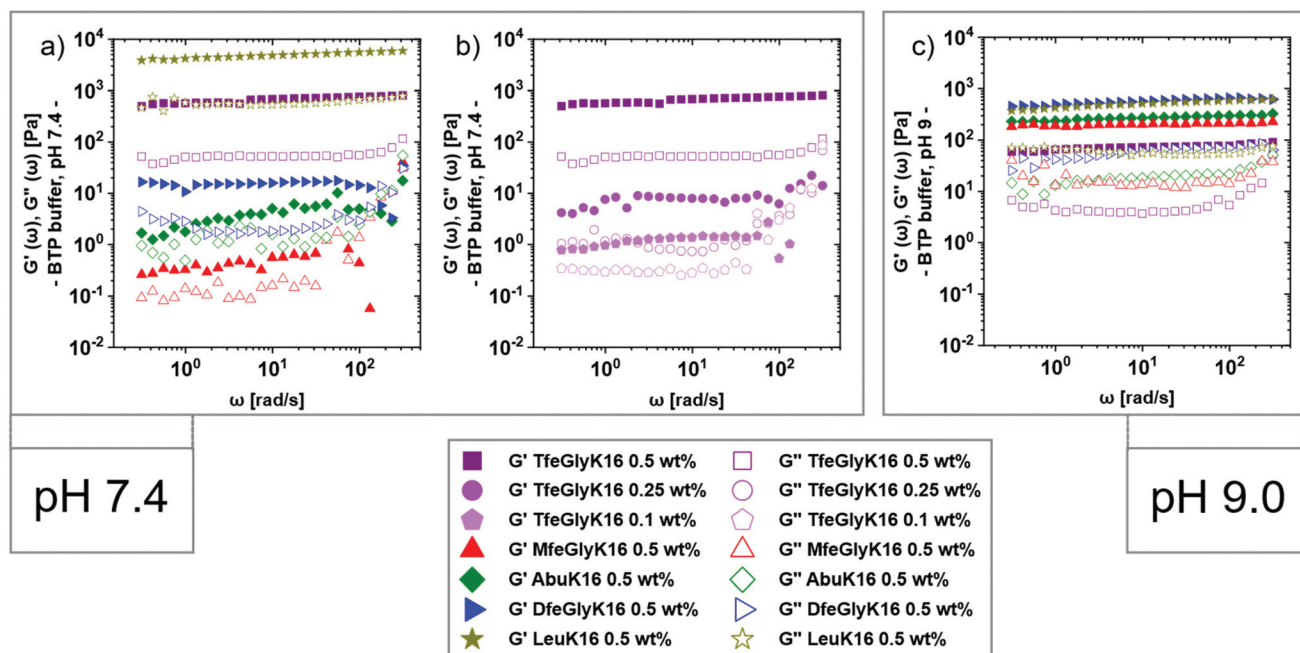 a)
G' (ω), G'' (ω) [Pa]
- BTP buffer, pH 7.4 -
10⁴
10³
10²
10¹
10⁰
10⁻¹
10⁻²
10⁰ 10¹ 10²
ω [rad/s]
b)
G' (ω), G'' (ω) [Pa]
- BTP buffer, pH 7.4 -
10⁴
10³
10²
10¹
10⁰
10⁻¹
10⁻²
10⁰ 10¹ 10²
ω [rad/s]
c)
G' (ω), G'' (ω) [Pa]
- BTP buffer, pH 9 -
10⁴
10³
10²
10¹
10⁰
10⁻¹
10⁻²
10⁰ 10¹ 10²
ω [rad/s]
pH 7.4
G' TfeGlyK16 0.5 wt% G'' TfeGlyK16 0.5 wt%
G' TfeGlyK16 0.25 wt% G'' TfeGlyK16 0.25 wt%
G' TfeGlyK16 0.1 wt% G'' TfeGlyK16 0.1 wt%
G' MfeGlyK16 0.5 wt% G'' MfeGlyK16 0.5 wt%
G' AbuK16 0.5 wt% G'' AbuK16 0.5 wt%
G' DfeGlyK16 0.5 wt% G'' DfeGlyK16 0.5 wt%
G' LeuK16 0.5 wt% G'' LeuK16 0.5 wt%
pH 9.0